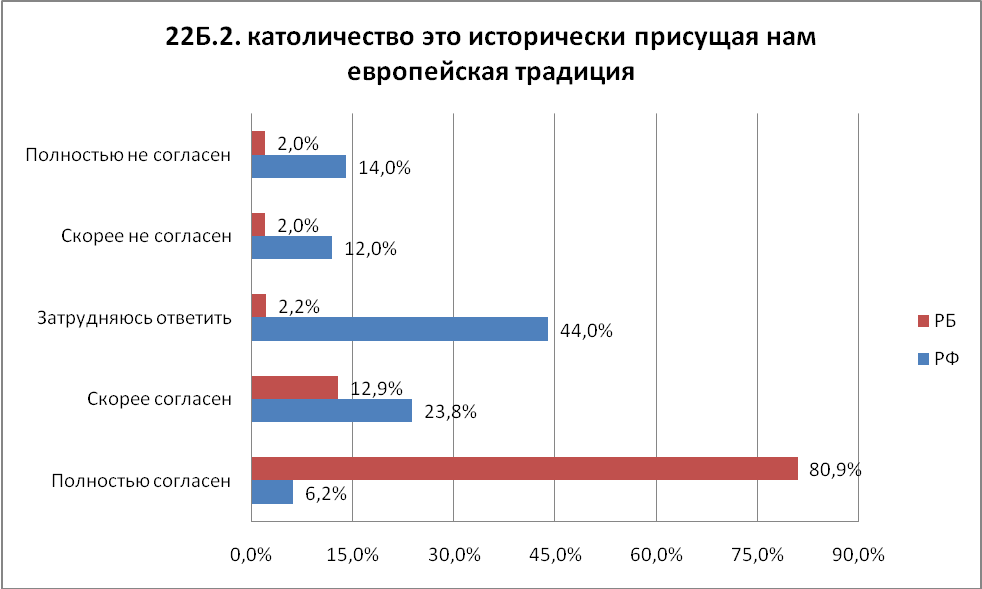 22Б.2. католичество это исторически присущая нам
европейская традиция
Полностью не согласен
2,0%
14,0%
Скорее не согласен
2,0%
12,0%
Затрудняюсь ответить
2,2%
44,0%
Скорее согласен
12,9%
23,8%
Полностью согласен
80,9%
6,2%
РБ
РФ
0,0% 15,0% 30,0% 45,0% 60,0% 75,0% 90,0%